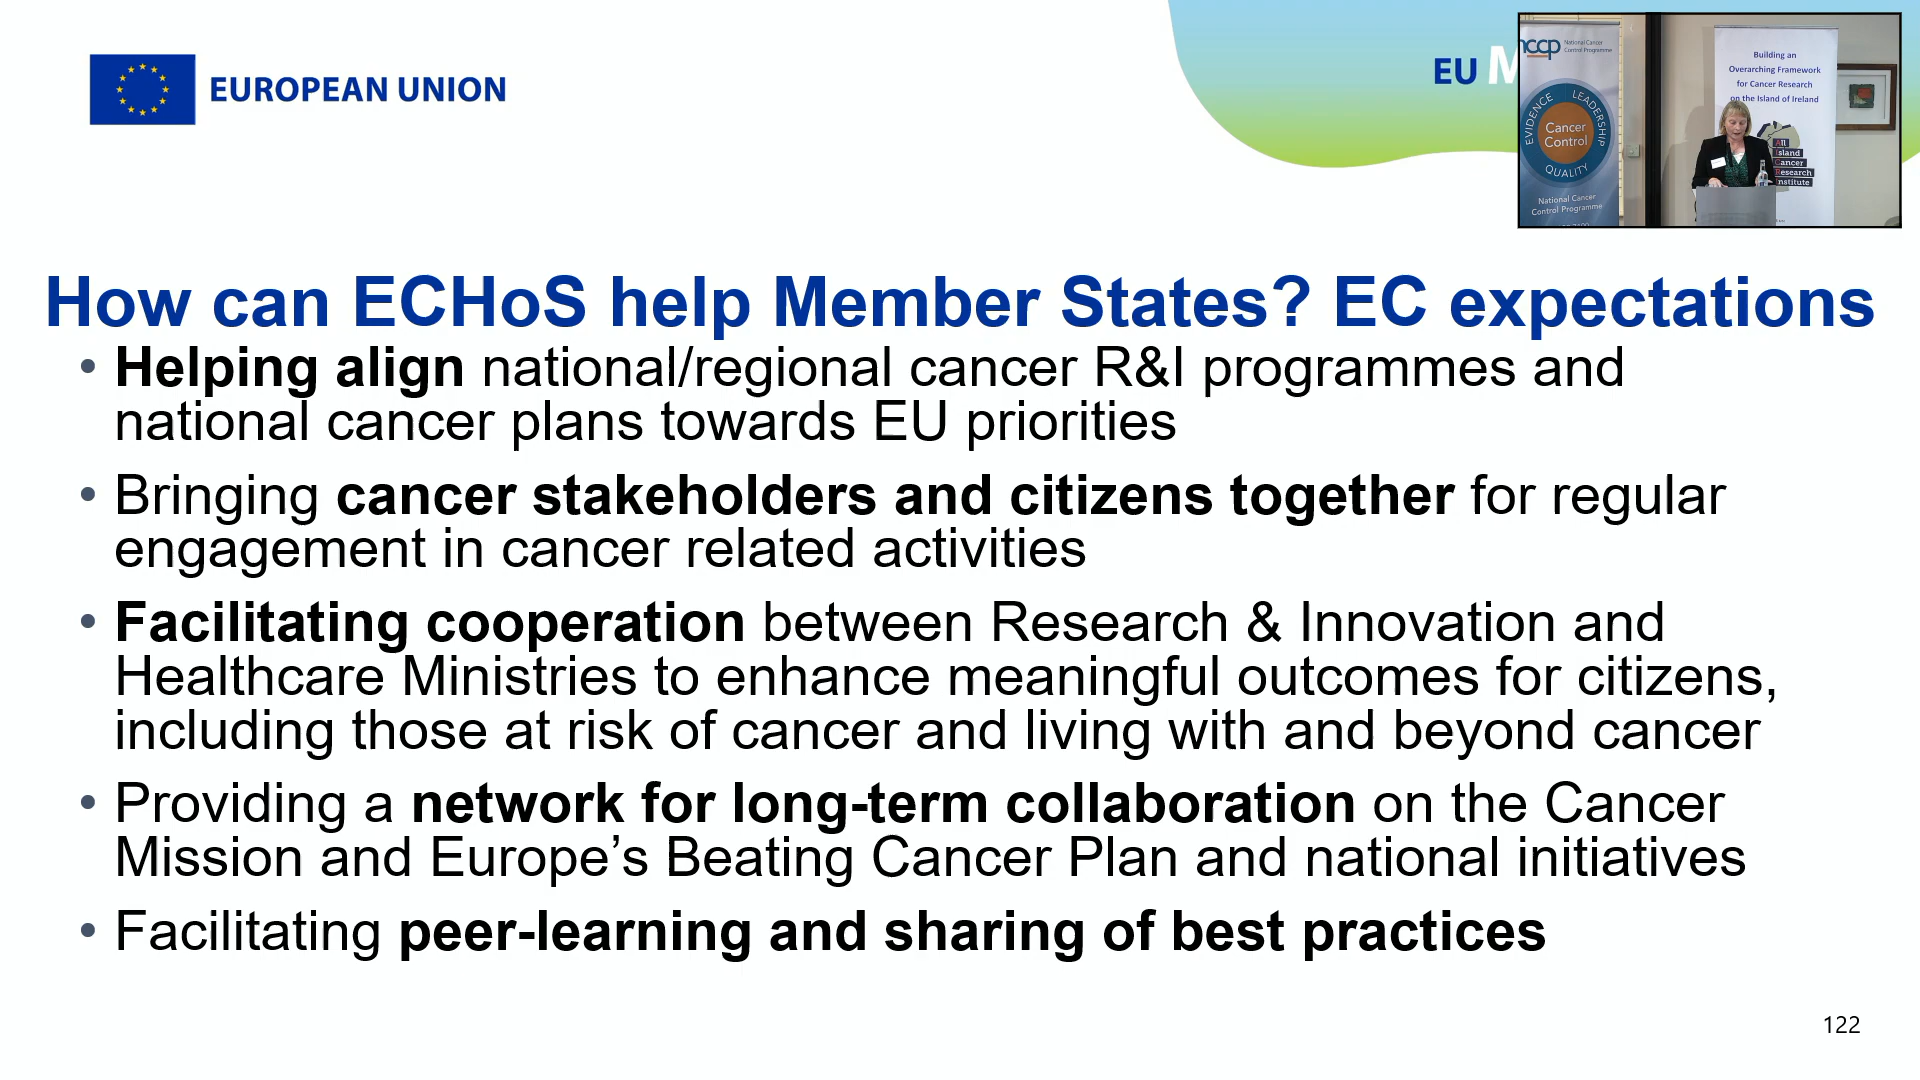 EUROPEAN UNION
EU M
nccp National Cancer
Control Programme
EVIDENCE LEADERSHIP
Cancer
Control
QUALITY
National Cancer
Control Programme
Building an
Overarching Framework
for Cancer Research
on the Island of Ireland
All
Island
Cancer
Research
Institute
How can ECHoS help Member States? EC expectations
• Helping align national/regional cancer R&I programmes and
national cancer plans towards EU priorities
• Bringing cancer stakeholders and citizens together for regular
engagement in cancer related activities
• Facilitating cooperation between Research & Innovation and
Healthcare Ministries to enhance meaningful outcomes for citizens,
including those at risk of cancer and living with and beyond cancer
• Providing a network for long-term collaboration on the Cancer
Mission and Europe’s Beating Cancer Plan and national initiatives
• Facilitating peer-learning and sharing of best practices
122